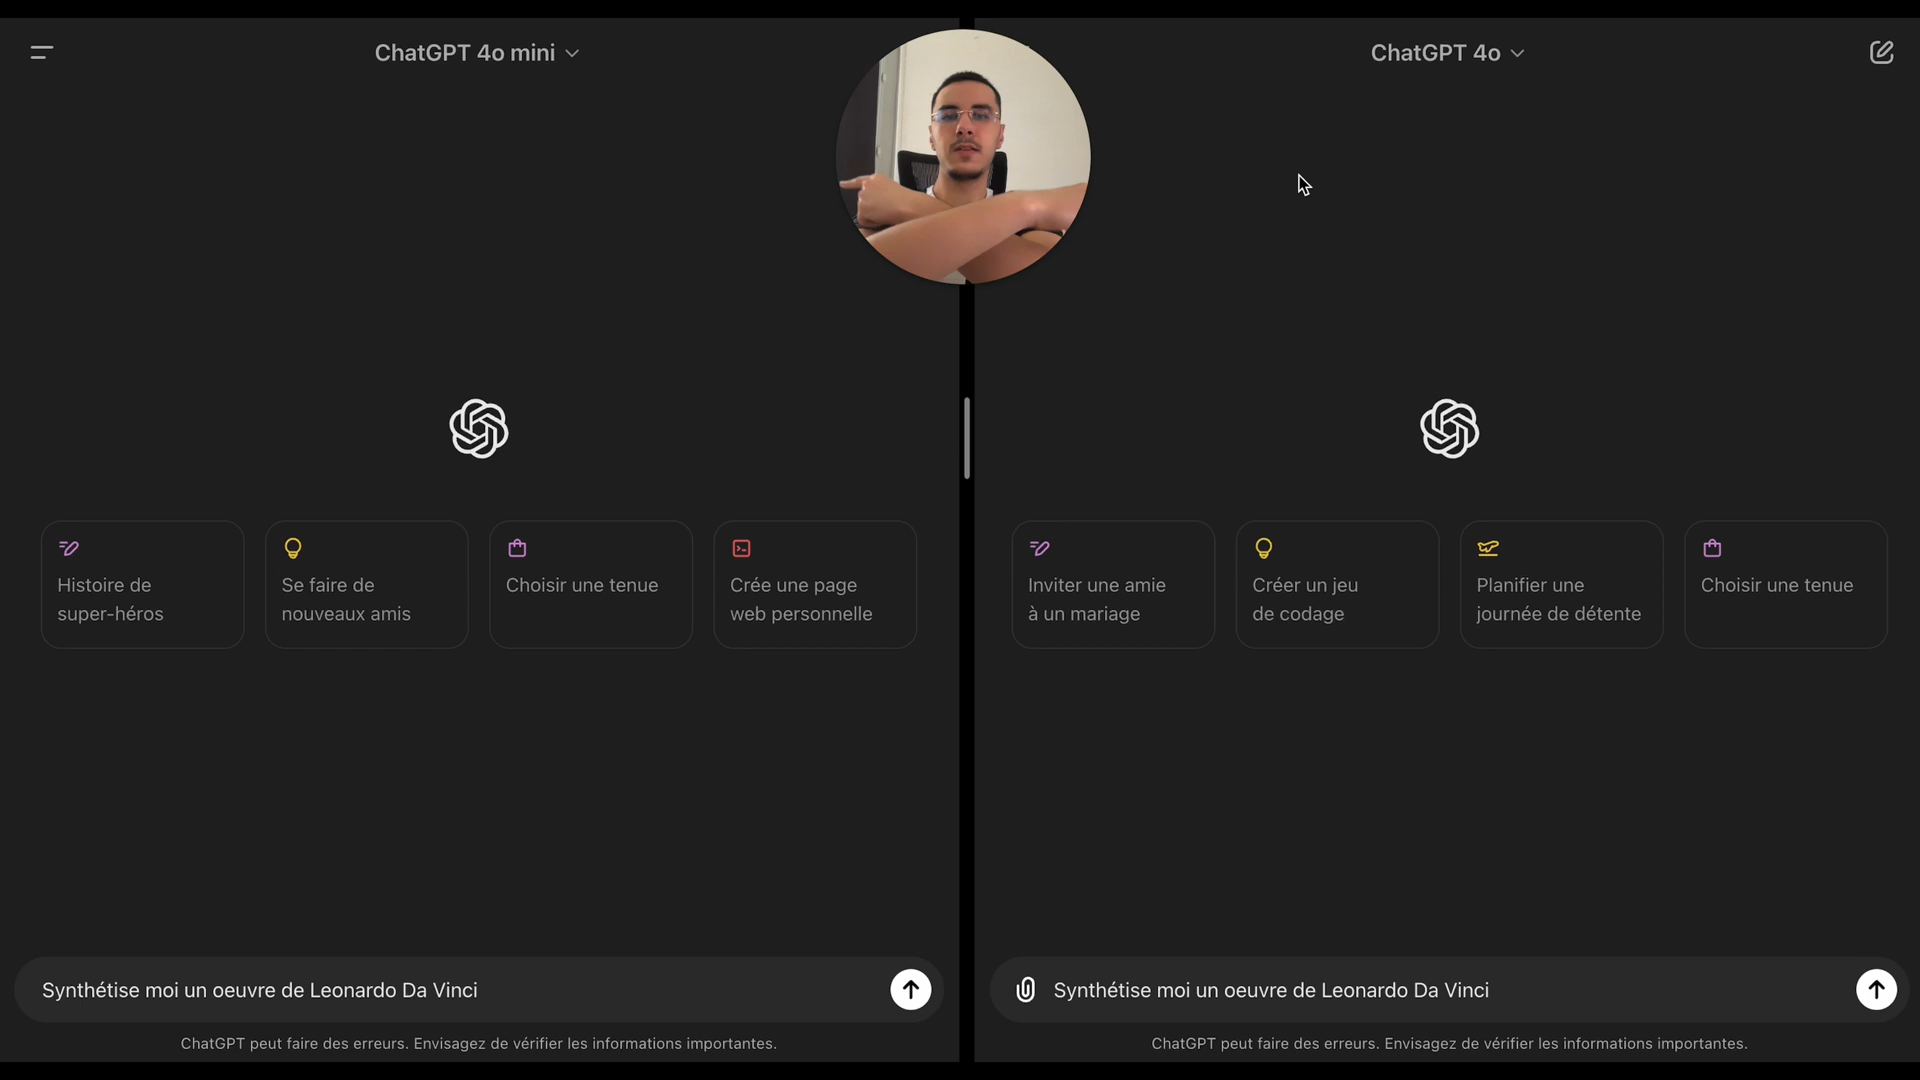 ChatGPT 4o mini
Histoire de
super-héros
Se faire de
nouveaux amis
Choisir une tenue
Crée une page
web personnelle
Synthétise moi un oeuvre de Leonardo Da Vinci
ChatGPT peut faire des erreurs. Envisagez de vérifier les informations importantes.
ChatGPT 4o
Inviter une amie
à un mariage
Créer un jeu
de codage
Planifier une
journée de détente
Choisir une tenue
Synthétise moi un oeuvre de Leonardo Da Vinci
ChatGPT peut faire des erreurs. Envisagez de vérifier les informations importantes.